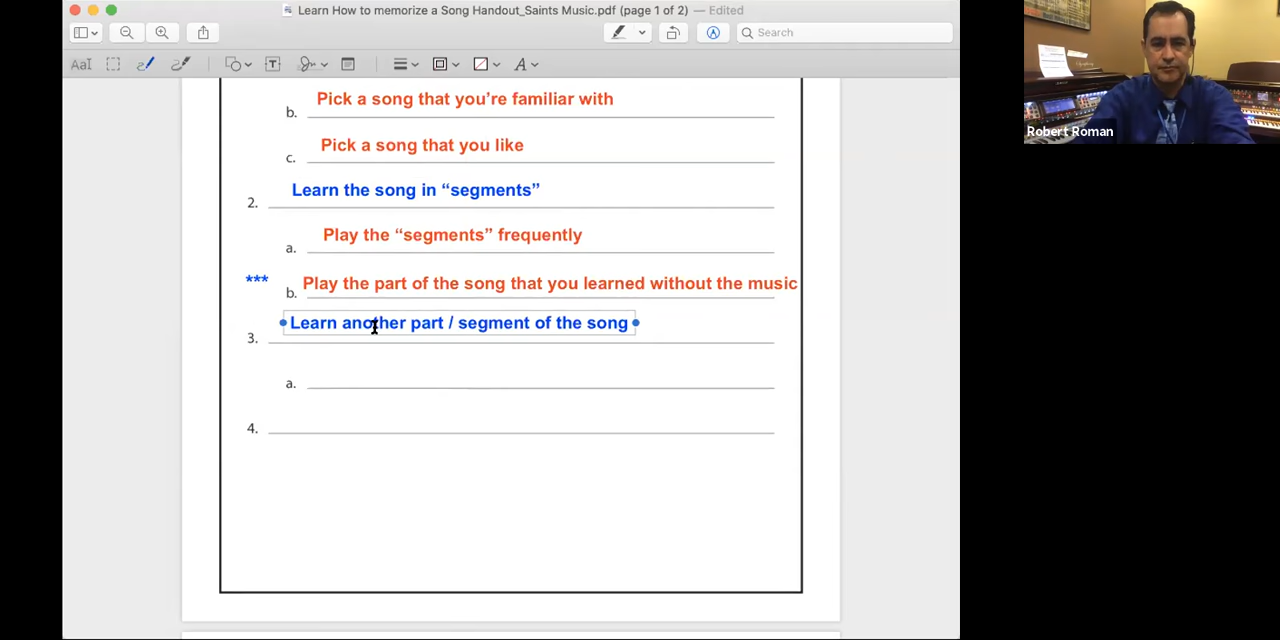 Learn How to memorize a Song Handout_Saints Music.pdf (page 1 of 2) — Edited
Search
AaI
T
A
Robert Roman
Pick a song that you're familiar with
b.
Pick a song that you like
c.
Learn the song in “segments”
2.
Play the “segments” frequently
a.
*** Play the part of the song that you learned without the music
b.
Learn another part / segment of the song
3.
a.
4.